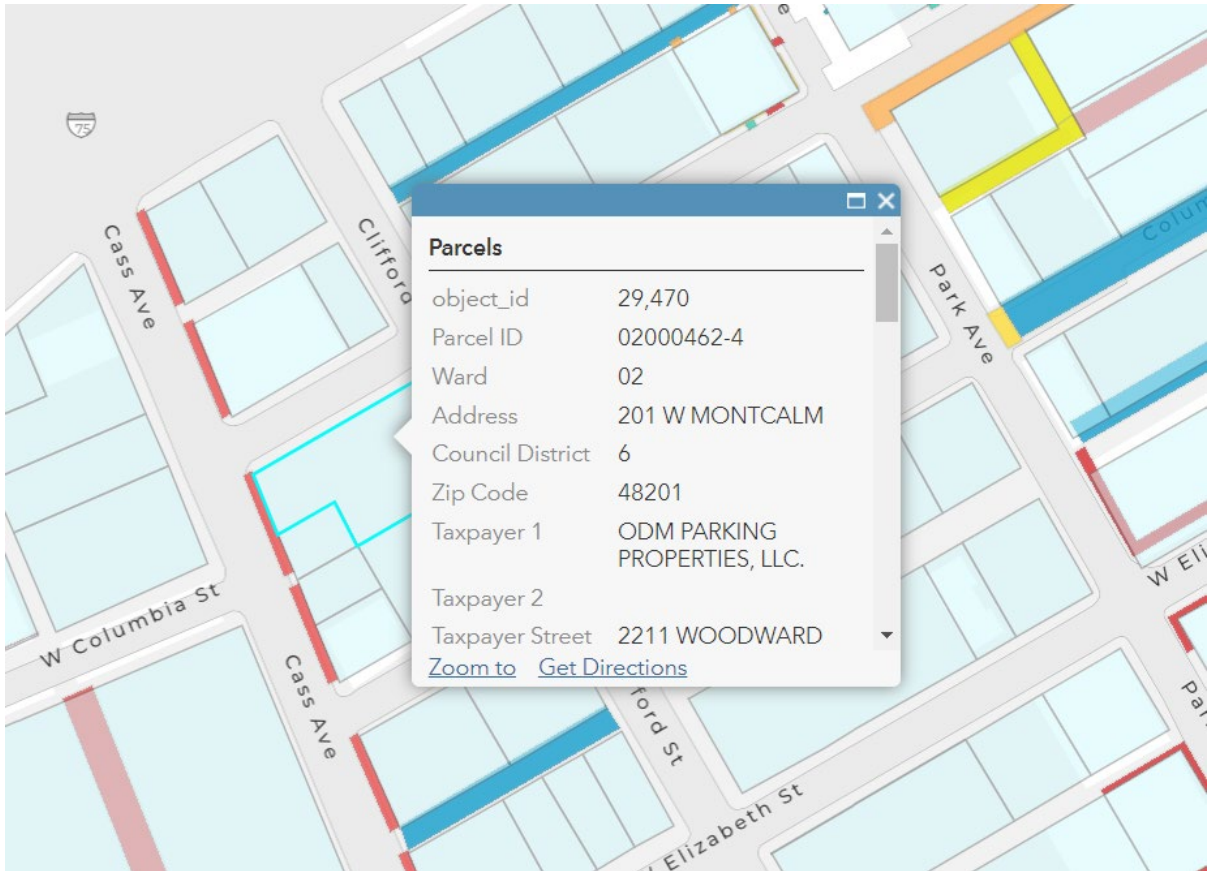 75
Cass Ave
Clifford
Park Ave
Parcels
object_id 29,470
Parcel ID 02000462-4
Ward 02
Address 201 W MONTCALM
Council District 6
Zip Code 48201
Taxpayer 1 ODM PARKING
PROPERTIES, LLC.
Taxpayer 2
Taxpayer Street 2211 WOODWARD
Zoom to Get Directions
W Columbia St
Cass Ave
ford St
Elizabeth St
W Eli
Colum
Par